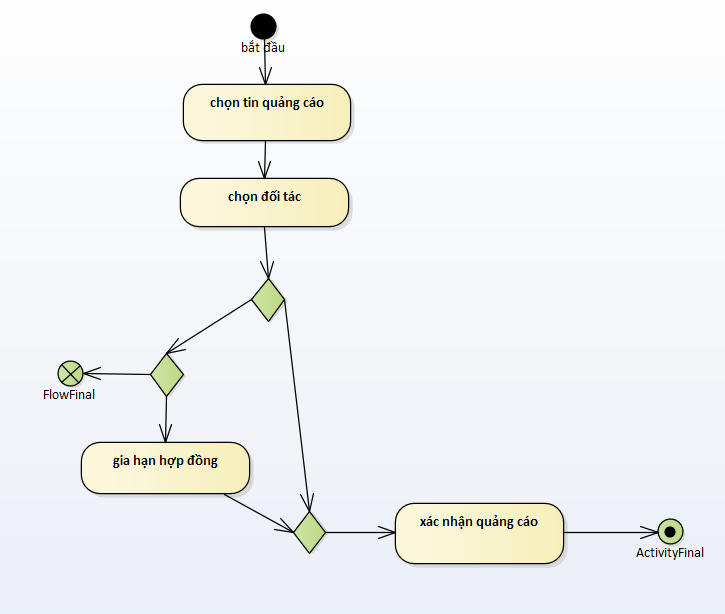 bắt đầu
chọn tin quảng cáo
chọn đối tác
FlowFinal
gia hạn hợp đồng
xác nhận quảng cáo
ActivityFinal